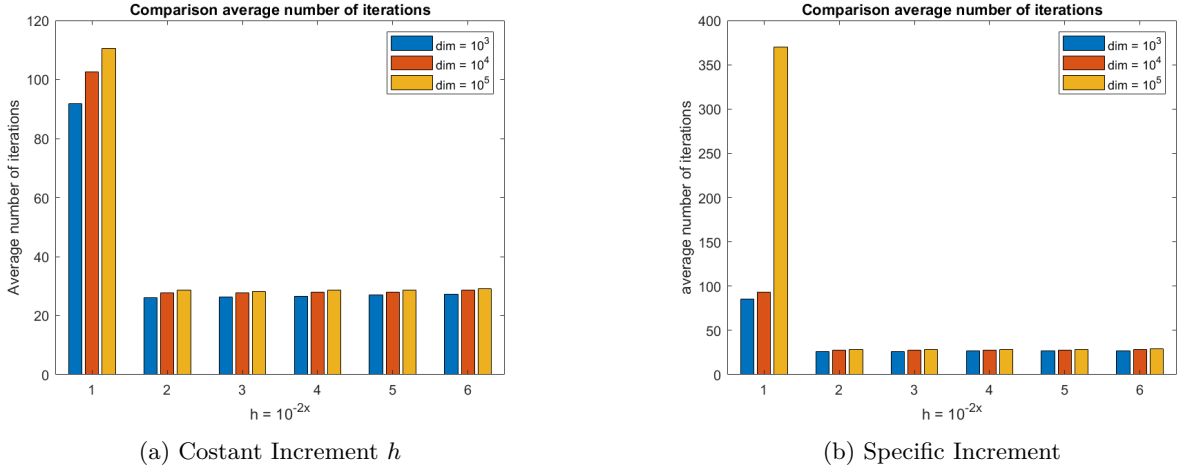 Comparison average number of iterations
120
100
80
60
40
20
0
Average number of iterations
dim = 10^3
dim = 10^4
dim = 10^5
1 2 3 4 5 6
h = 10^-2x
(a) Costant Increment h
Comparison average number of iterations
400
350
300
250
200
150
100
50
0
average number of iterations
dim = 10^3
dim = 10^4
dim = 10^5
1 2 3 4 5 6
h = 10^-2x
(b) Specific Increment